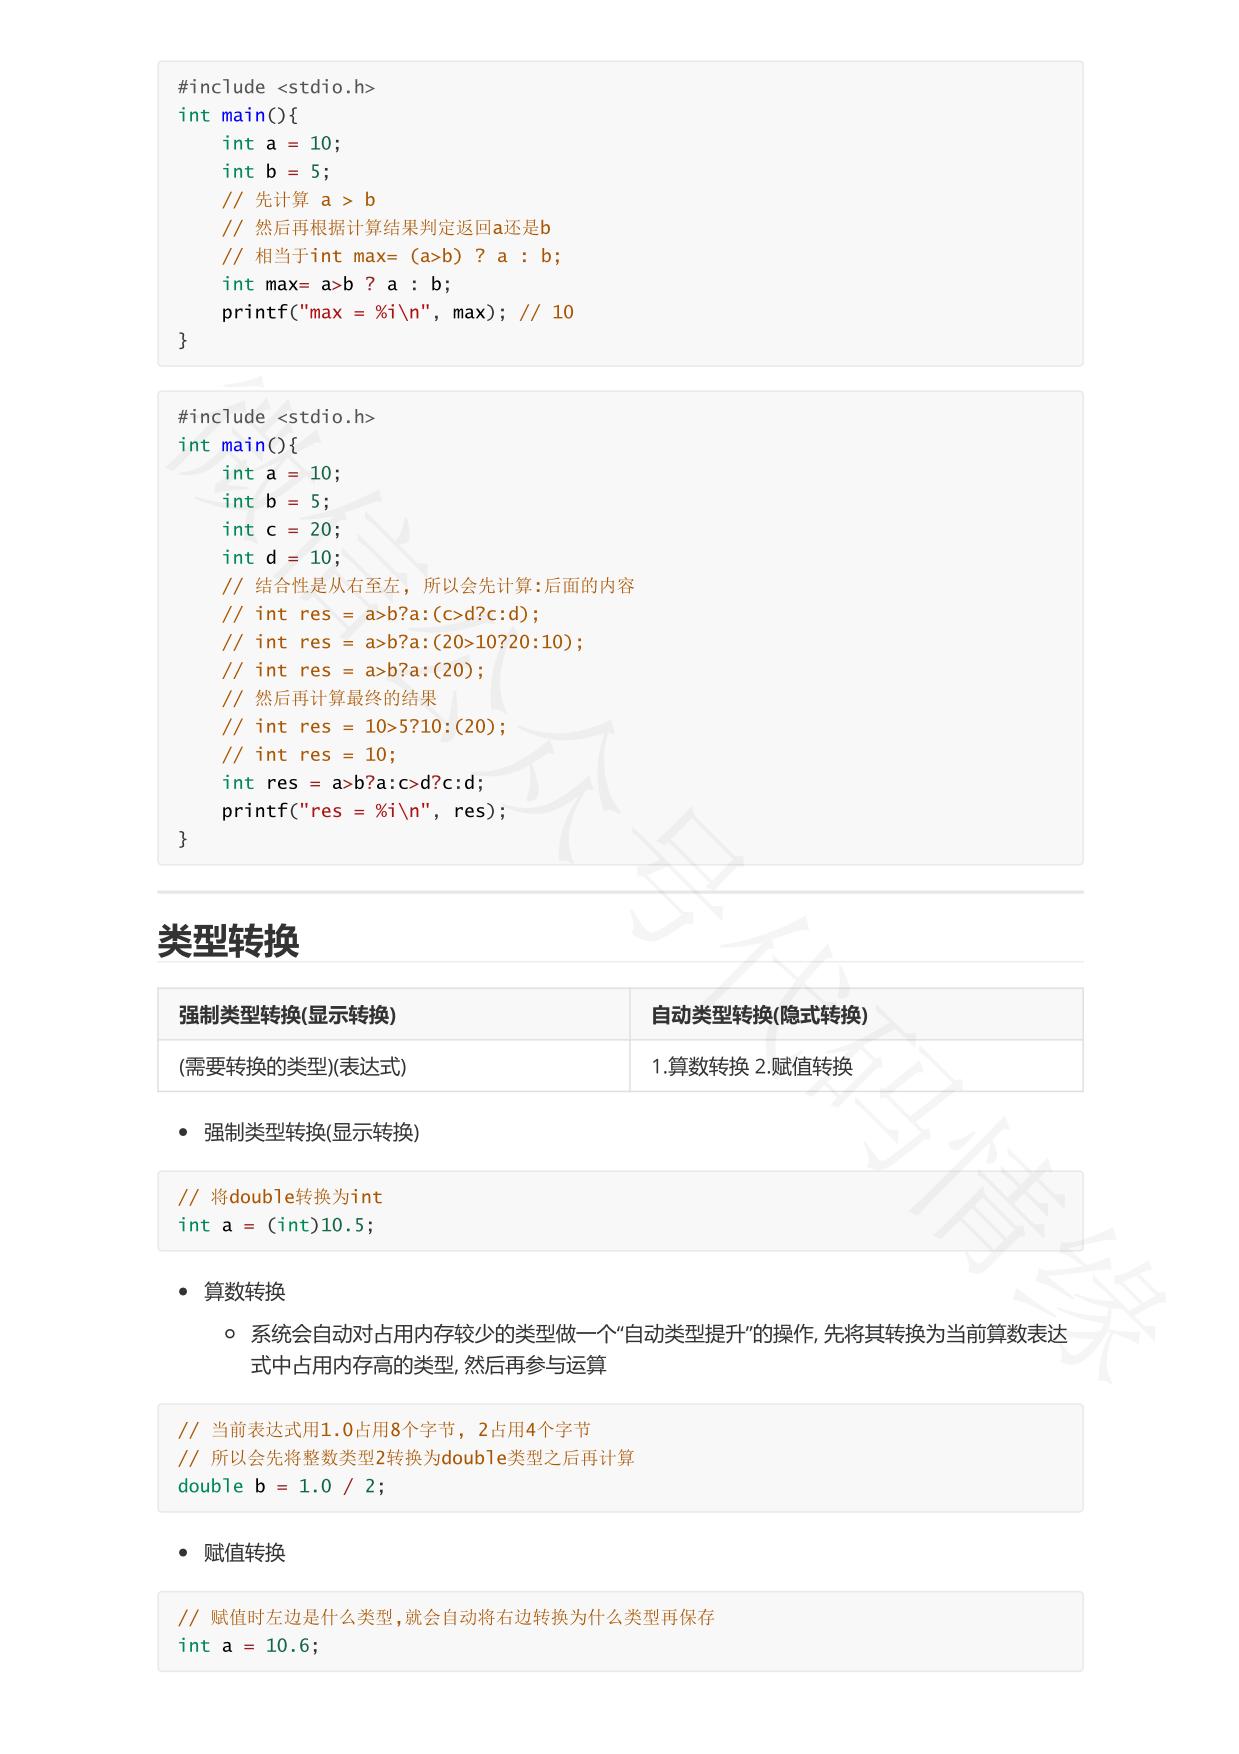 #include <stdio.h>
int main(){
    int a = 10;
    int b = 5;
    // 先计算 a > b
    // 然后再根据计算结果判定返回a还是b
    // 相当于int max= (a>b) ? a : b;
    int max= a>b ? a : b;
    printf("max = %i\n", max); // 10
}
#include <stdio.h>
int main(){
    int a = 10;
    int b = 5;
    int c = 20;
    int d = 10;
    // 结合性是从右至左, 所以会先计算:后面的内容
    // int res = a>b?a:(c>d?c:d);
    // int res = a>b?a:(20>10?20:10);
    // int res = a>b?a:(20);
    // 然后再计算最终的结果
    // int res = 10>5?10:(20);
    // int res = 10;
    int res = a>b?a:c>d?c:d;
    printf("res = %i\n", res);
}
类型转换
强制类型转换(显示转换) 自动类型转换(隐式转换)
(需要转换的类型)(表达式) 1.算数转换 2.赋值转换
强制类型转换(显示转换)
// 将double转换为int
int a = (int)10.5;
算数转换
系统会自动对占用内存较少的类型做一个“自动类型提升”的操作, 先将其转换为当前算数表达
式中占用内存高的类型, 然后再参与运算
// 当前表达式用1.0占用8个字节, 2占用4个字节
// 所以会先将整数类型2转换为double类型之后再计算
double b = 1.0 / 2;
赋值转换
// 赋值时左边是什么类型,就会自动将右边转换为什么类型再保存
int a = 10.6;
微信公众号代码情缘